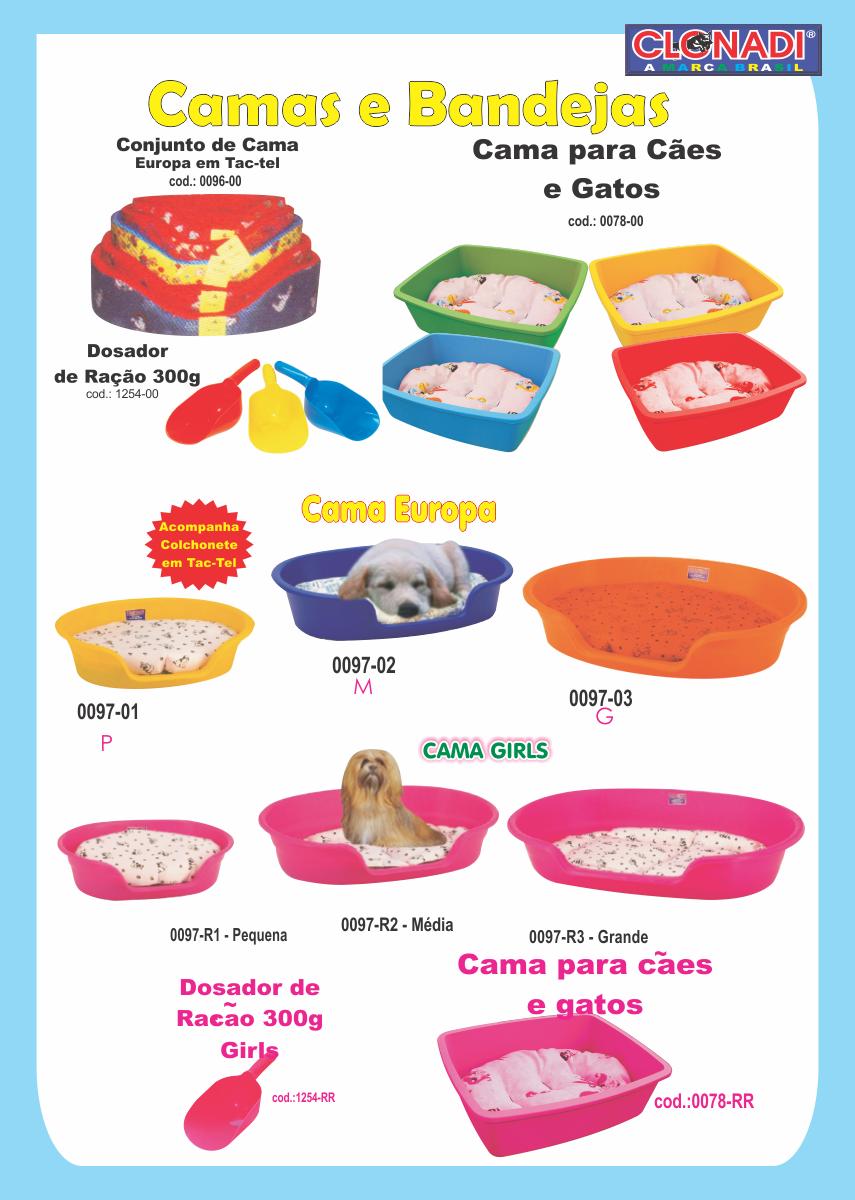 CLONADI®
A MARCA BRASIL
Camas e Bandejas
Conjunto de Cama
Europa em Tac-tel
cod.: 0096-00
Cama para Cães
e Gatos
cod.: 0078-00
Dosador
de Ração 300g
cod.: 1254-00
Cama Europa
Acompanha
Colchonete
em Tac-Tel
0097-01
P
0097-02
M
0097-03
G
CAMA GIRLS
0097-R1 - Pequena
0097-R2 - Média
0097-R3 - Grande
Dosador de
Ração 300g
Girls
cod.:1254-RR
Cama para cães
e gatos
cod.:0078-RR